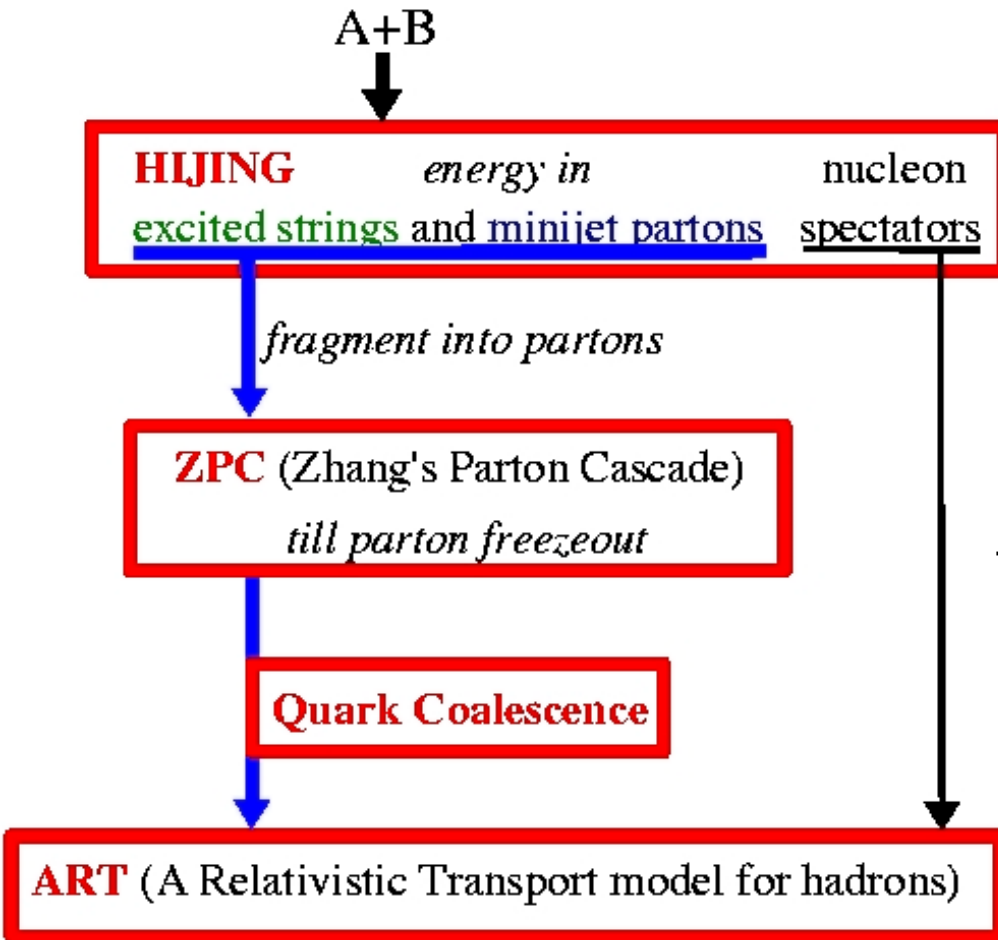 A+B
HIJING energy in nucleon
excited strings and minijet partons spectators
fragment into partons
ZPC (Zhang's Parton Cascade)
till parton freezeout
Quark Coalescence
ART (A Relativistic Transport model for hadrons)